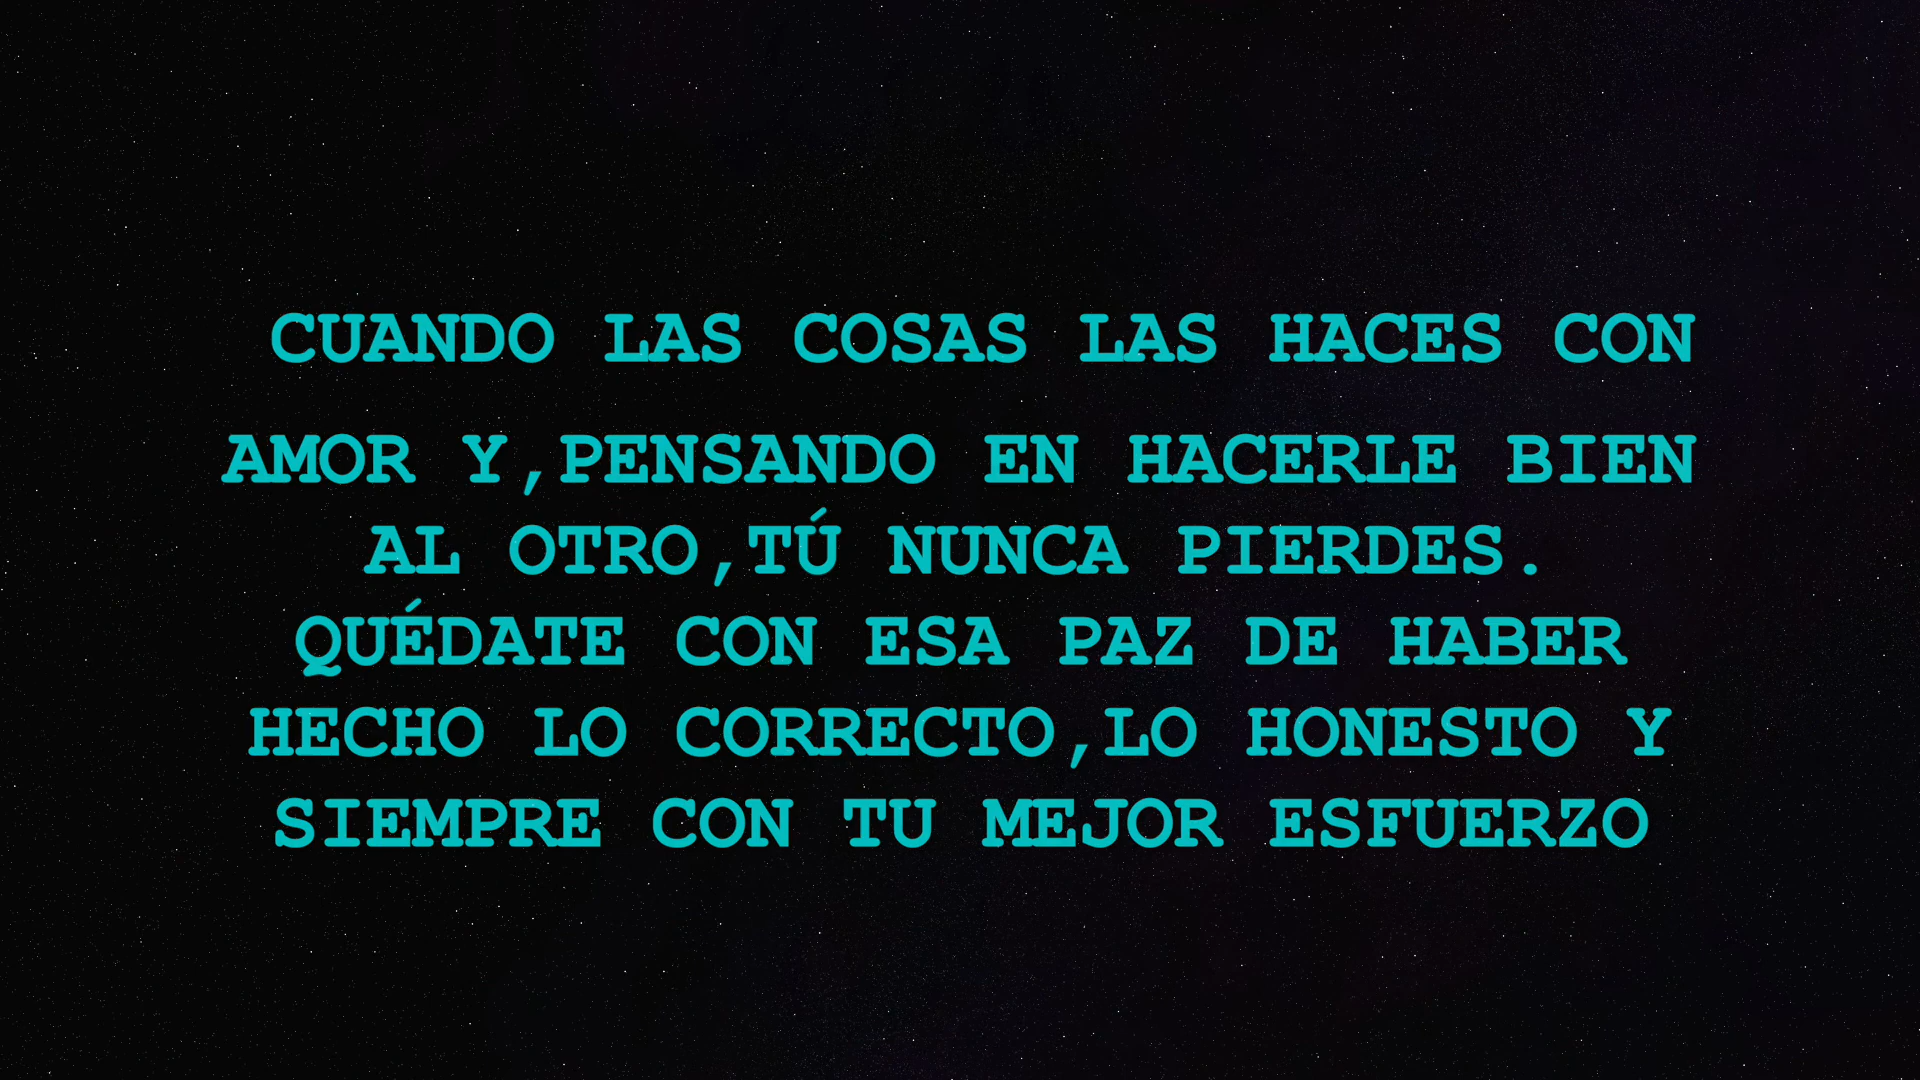 CUANDO LAS COSAS LAS HACES CON
AMOR Y,PENSANDO EN HACERLE BIEN
AL OTRO,TÚ NUNCA PIERDES.
QUÉDATE CON ESA PAZ DE HABER
HECHO LO CORRECTO,LO HONESTO Y
SIEMPRE CON TU MEJOR ESFUERZO